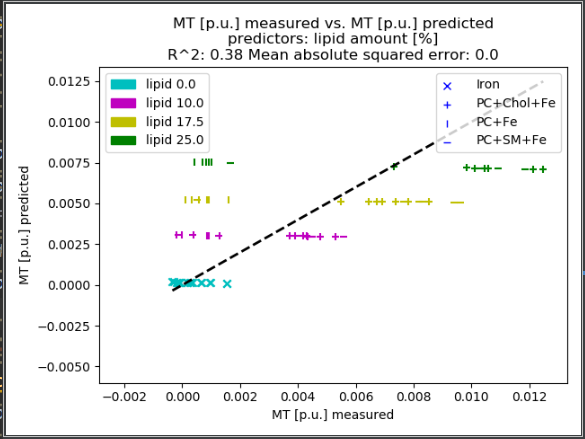 MT [p.u.] measured vs. MT [p.u.] predicted
predictors: lipid amount [%]
R^2: 0.38 Mean absolute squared error: 0.0
0.0125
0.0100
0.0075
0.0050
0.0025
0.0000
−0.0025
−0.0050
MT [p.u.] predicted
lipid 0.0
lipid 10.0
lipid 17.5
lipid 25.0
Iron
PC+Chol+Fe
PC+Fe
PC+SM+Fe
−0.002 0.000 0.002 0.004 0.006 0.008 0.010 0.012
MT [p.u.] measured